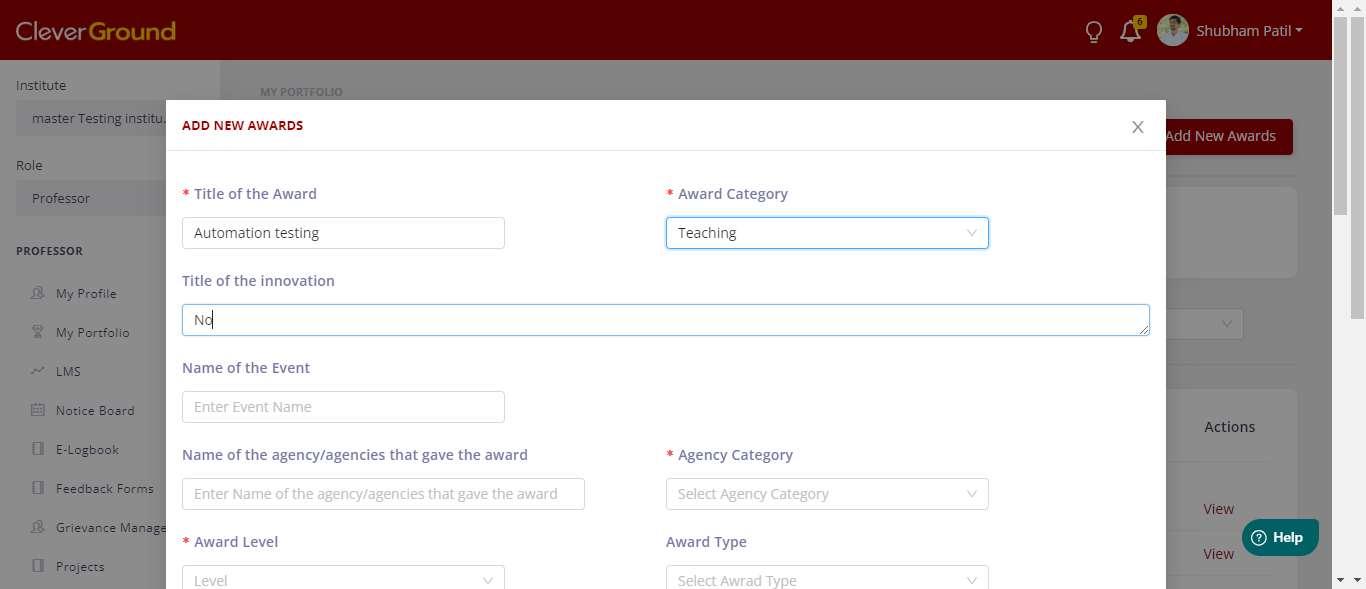 CleverGround
6
Shubham Patil
Institute
MY PORTFOLIO
master Testing institu.
ADD NEW AWARDS
Add New Awards
Role
Professor
* Title of the Award
* Award Category
Automation testing
Teaching
PROFESSOR
Title of the innovation
My Profile
No
My Portfolio
Name of the Event
LMS
Enter Event Name
Notice Board
Actions
E-Logbook
Name of the agency/agencies that gave the award
* Agency Category
Feedback Forms
Enter Name of the agency/agencies that gave the award
Select Agency Category
View
Grievance Manage
? Help
* Award Level
Award Type
View
Projects
Level
Select Awrad Type